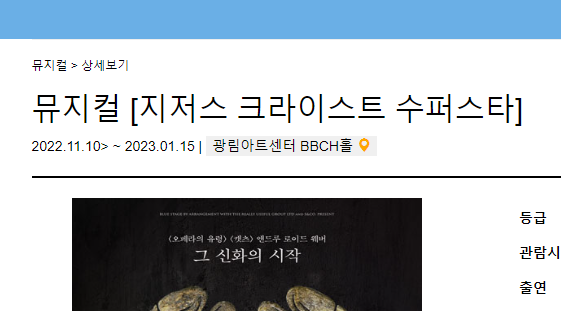 뮤지컬 > 상세보기
뮤지컬 [지저스 크라이스트 수퍼스타]
2022.11.10> ~ 2023.01.15 | 광림아트센터 BBCH홀
<오페라의 유령> <캣츠> 앤드루 로이드 웨버
그 신화의 시작
등급
관람시
출연